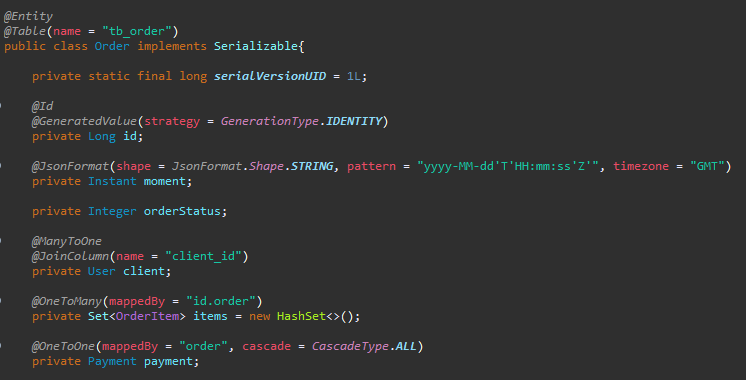 @Entity
@Table(name = "tb_order")
public class Order implements Serializable{
private static final long serialVersionUID = 1L;
@Id
@GeneratedValue(strategy = GenerationType.IDENTITY)
private Long id;
@JsonFormat(shape = JsonFormat.Shape.STRING, pattern = "yyyy-MM-dd'T'HH:mm:ss'Z'", timezone = "GMT")
private Instant moment;
private Integer orderStatus;
@ManyToOne
@JoinColumn(name = "client_id")
private User client;
@OneToMany(mappedBy = "id.order")
private Set<OrderItem> items = new HashSet<>();
@OneToOne(mappedBy = "order", cascade = CascadeType.ALL)
private Payment payment;